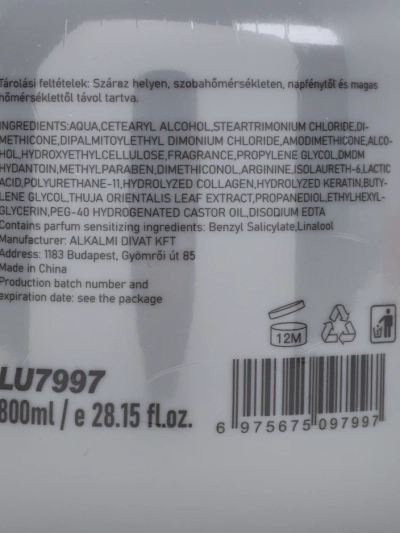 Tárolási feltételek: Száraz helyen, szobahőmérsékleten, napfénytől és magas
hőmérséklettől távol tartva.
INGREDIENTS:AQUA,CETEARYL ALCOHOL,STEARTRIMONIUM CHLORIDE,DI-
METHICONE,DIPALMITOYLETHYL DIMONIUM CHLORIDE,AMODIMETHICONE,ALCO-
HOL,HYDROXYETHYLCELLULOSE,FRAGRANCE,PROPYLENE GLYCOL,DMDM
HYDANTOIN,METHYLPARABEN,DIMETHICONOL,ARGININE,ISOLAURETH-6,LACTIC
ACID,POLYURETHANE-11,HYDROLYZED COLLAGEN,HYDROLYZED KERATIN,BUTY-
LENE GLYCOL,THUJA ORIENTALIS LEAF EXTRACT,PROPANEDIOL,ETHYLHEXYL-
GLYCERIN,PEG-40 HYDROGENATED CASTOR OIL,DISODIUM EDTA
Contains parfum sensitizing ingredients: Benzyl Salicylate,Linalool
Manufacturer: ALKALMI DIVAT KFT
Address: 1183 Budapest, Gyömrői út 85
Made in China
Production batch number and
expiration date: see the package
12M
LU7997
800ml / e 28.15 fl.oz.
6 975675 097997